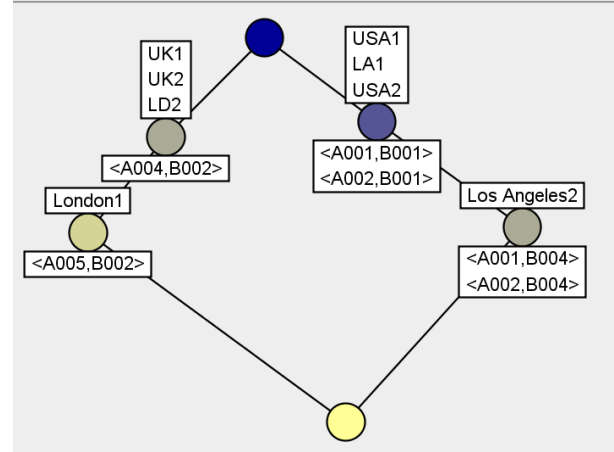 UK1
UK2
LD2
<A004,B002>
USA1
LA1
USA2
<A001,B001>
<A002,B001>
London1
<A005,B002>
Los Angeles2
<A001,B004>
<A002,B004>